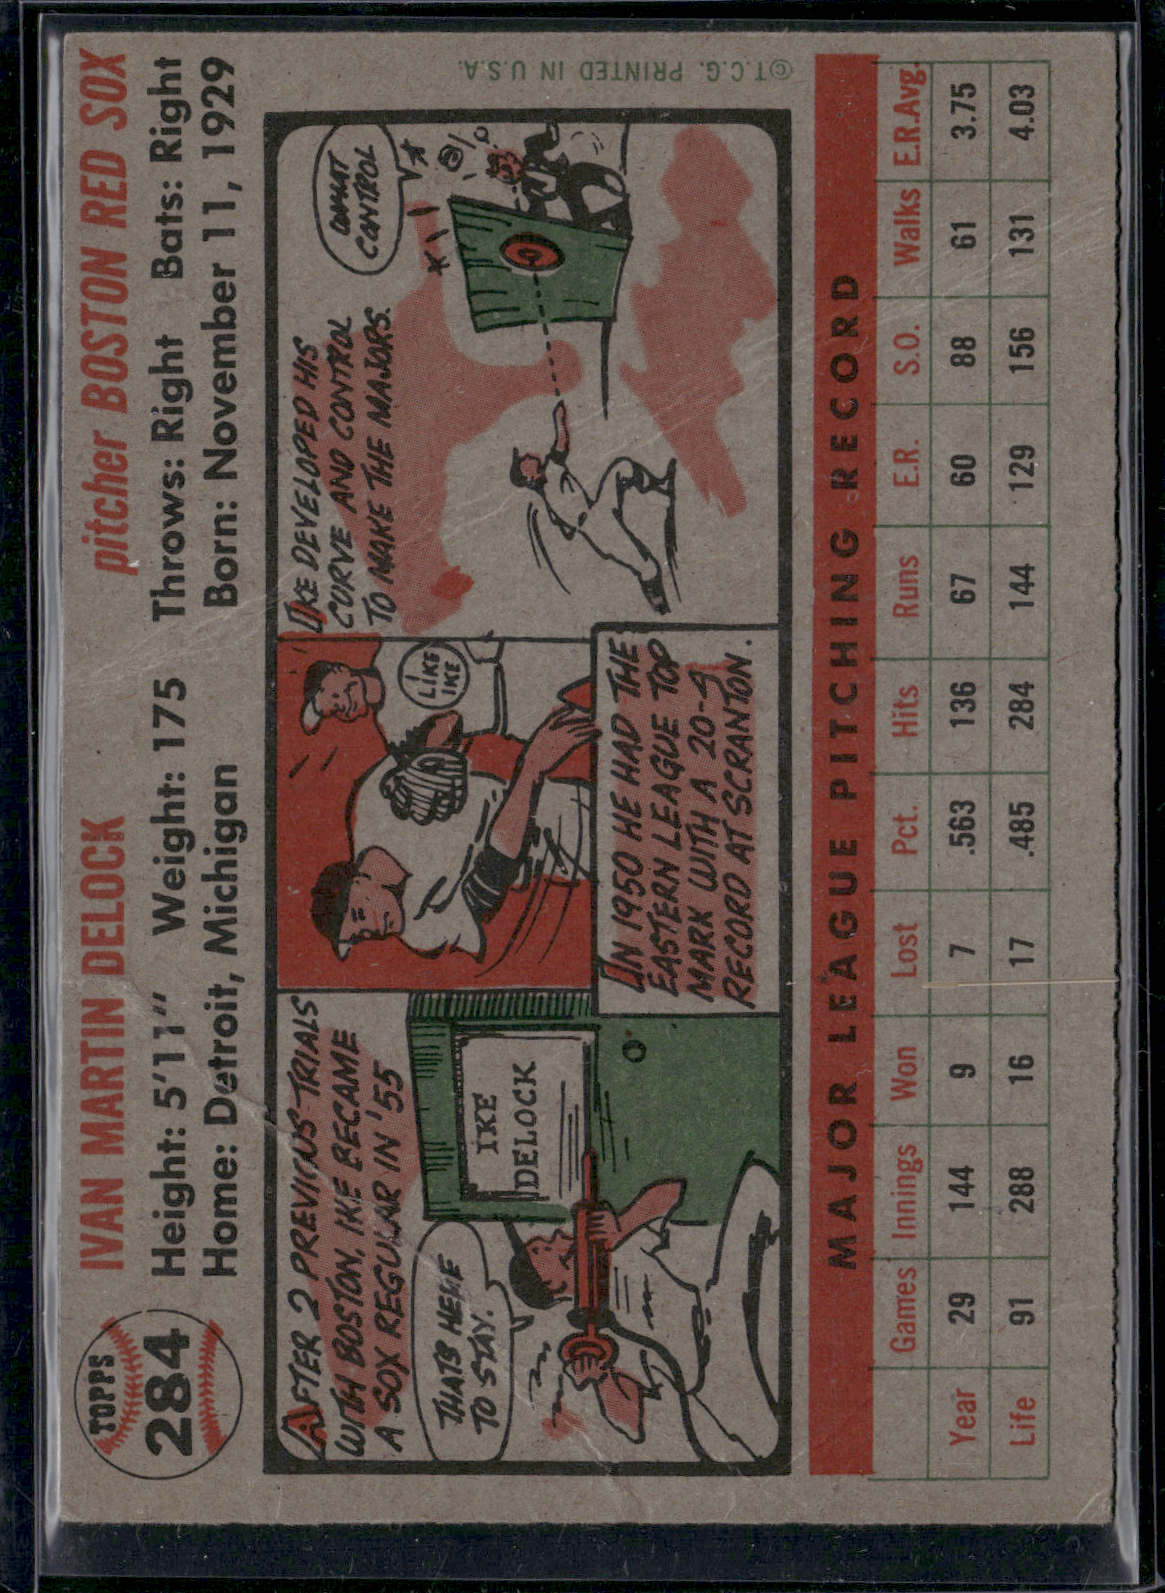 TOPPS
284
IVAN MARTIN DELOCK pitcher BOSTON RED SOX
Height: 5'11" Weight: 175 Throws: Right Bats: Right
Home: Detroit, Michigan Born: November 11, 1929
AFTER 2 PREVIOUS TRIALS
WITH BOSTON, IKE BECAME
A SOX REGULAR IN '55
THAT'S HERE
TO STAY.
IKE
DELOCK
I
LIKE
IKE
IN 1950 HE HAD THE
EASTERN LEAGUE TOP
MARK WITH A 20-4
RECORD AT SCRANTON.
IKE DEVELOPED HIS
CURVE AND CONTROL
TO MAKE THE MAJORS.
WHAT
CONTROL
©T.C.G. PRINTED IN U.S.A.
MAJOR LEAGUE PITCHING RECORD
Games Innings Won Lost Pct. Hits Runs E.R. S.O. Walks E.R.Avg.
Year 29 144 9 7 .563 136 67 60 88 61 3.75
Life 91 288 16 17 .485 284 144 129 156 131 4.03